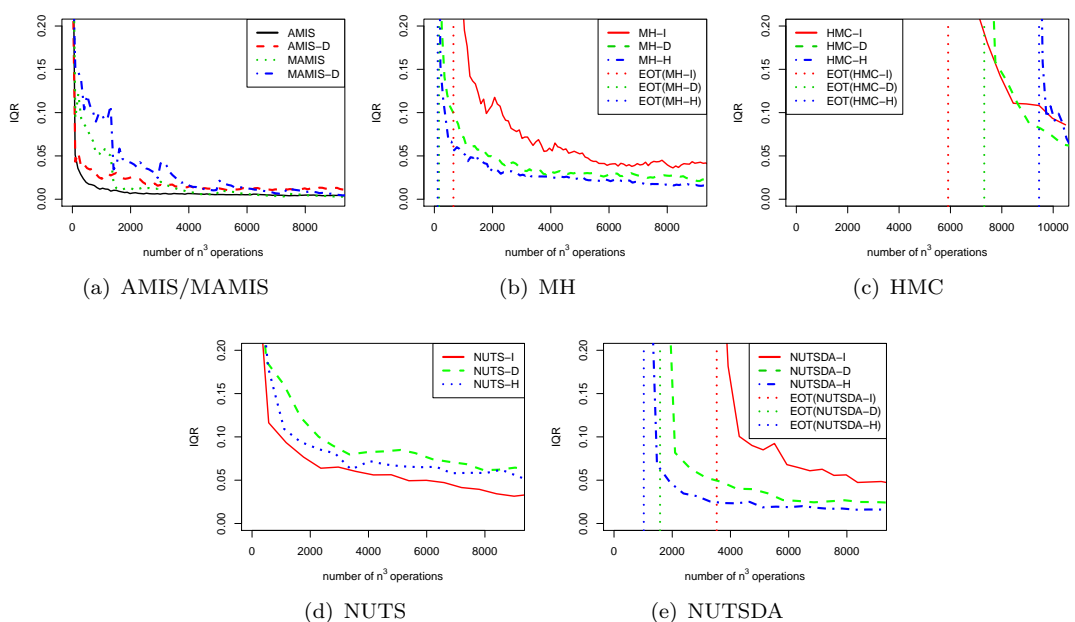 0.00 0.05 0.10 0.15 0.20
IQR
0 2000 4000 6000 8000
number of n³ operations
AMIS
AMIS−D
MAMIS
MAMIS−D
(a) AMIS/MAMIS
0.00 0.05 0.10 0.15 0.20
IQR
0 2000 4000 6000 8000
number of n³ operations
MH−I
MH−D
MH−H
EOT(MH−I)
EOT(MH−D)
EOT(MH−H)
(b) MH
0.00 0.05 0.10 0.15 0.20
IQR
0 2000 4000 6000 8000 10000
number of n³ operations
HMC−I
HMC−D
HMC−H
EOT(HMC−I)
EOT(HMC−D)
EOT(HMC−H)
(c) HMC
0.00 0.05 0.10 0.15 0.20
IQR
0 2000 4000 6000 8000
number of n³ operations
NUTS−I
NUTS−D
NUTS−H
(d) NUTS
0.00 0.05 0.10 0.15 0.20
IQR
0 2000 4000 6000 8000
number of n³ operations
NUTSDA−I
NUTSDA−D
NUTSDA−H
EOT(NUTSDA−I)
EOT(NUTSDA−D)
EOT(NUTSDA−H)
(e) NUTSDA